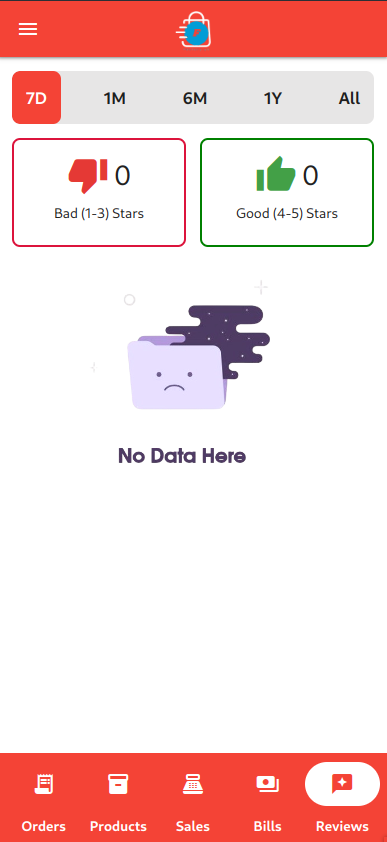 7D 1M 6M 1Y All
0 0
Bad (1-3) Stars Good (4-5) Stars
No Data Here
Orders Products Sales Bills Reviews